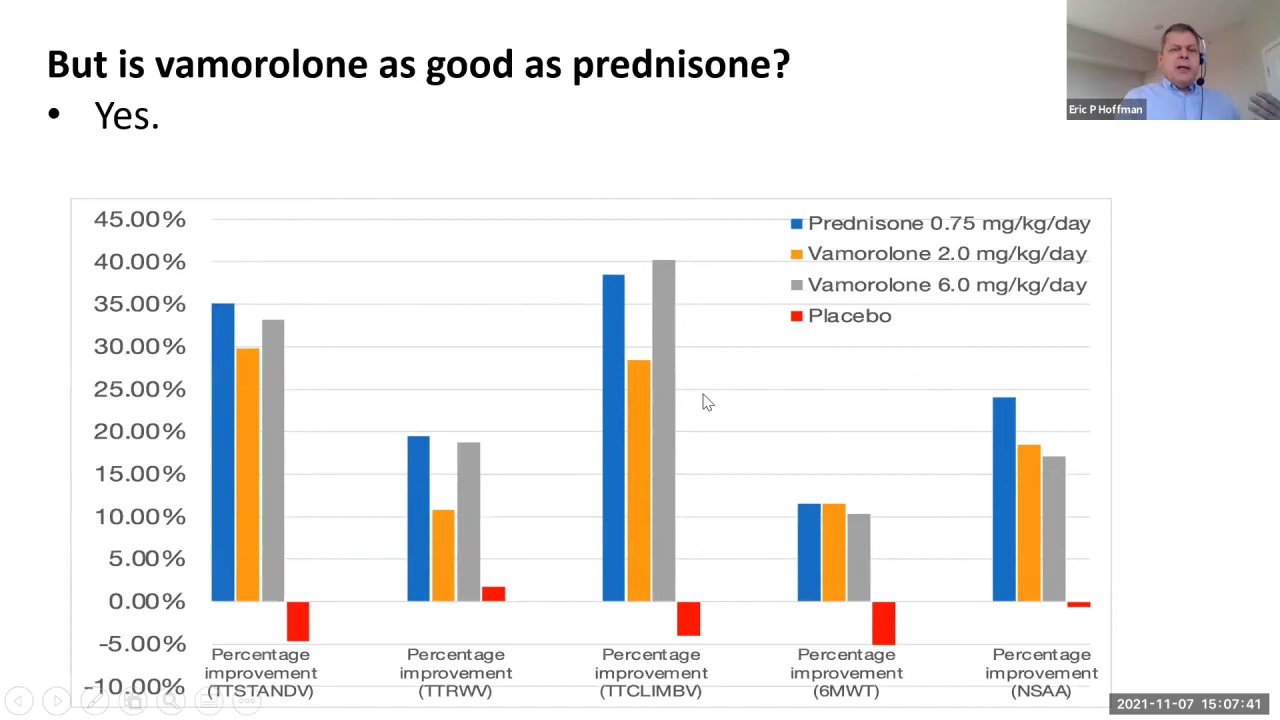 But is vamorolone as good as prednisone?
• Yes.
Eric P Hoffman
45.00%
40.00%
35.00%
30.00%
25.00%
20.00%
15.00%
10.00%
5.00%
0.00%
-5.00%
-10.00%
Prednisone 0.75 mg/kg/day
Vamorolone 2.0 mg/kg/day
Vamorolone 6.0 mg/kg/day
Placebo
Percentage
improvement
(TTSTANDV)
Percentage
improvement
(TTRWV)
Percentage
improvement
(TTCLIMBV)
Percentage
improvement
(6MWT)
Percentage
improvement
(NSAA)
2021-11-07 15:07:41